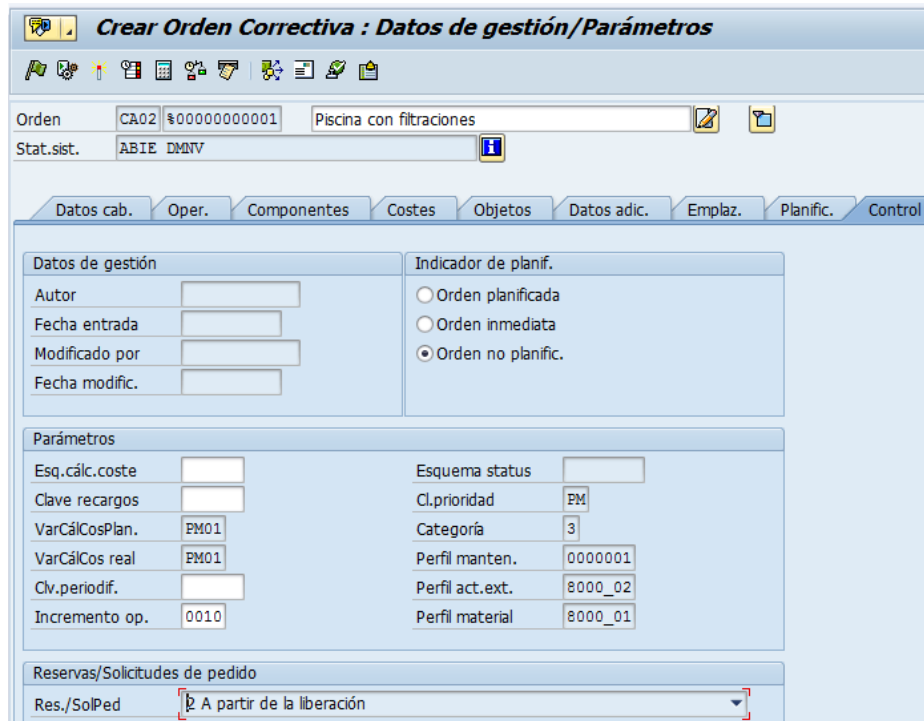 Crear Orden Correctiva : Datos de gestión/Parámetros
Orden CA02 %00000000001 Piscina con filtraciones
Stat.sist. ABIE DMNV
Datos cab. Oper. Componentes Costes Objetos Datos adic. Emplaz. Planific. Control
Datos de gestión Indicador de planif.
Autor Orden planificada
Fecha entrada Orden inmediata
Modificado por Orden no planific.
Fecha modific.
Parámetros
Esq.cálc.coste Esquema status
Clave recargos Cl.prioridad PM
VarCálCosPlan. PM01 Categoría 3
VarCálCos real PM01 Perfil manten. 0000001
Clv.periodif. Perfil act.ext. 8000_02
Incremento op. 0010 Perfil material 8000_01
Reservas/Solicitudes de pedido
Res./SolPed 2 A partir de la liberación